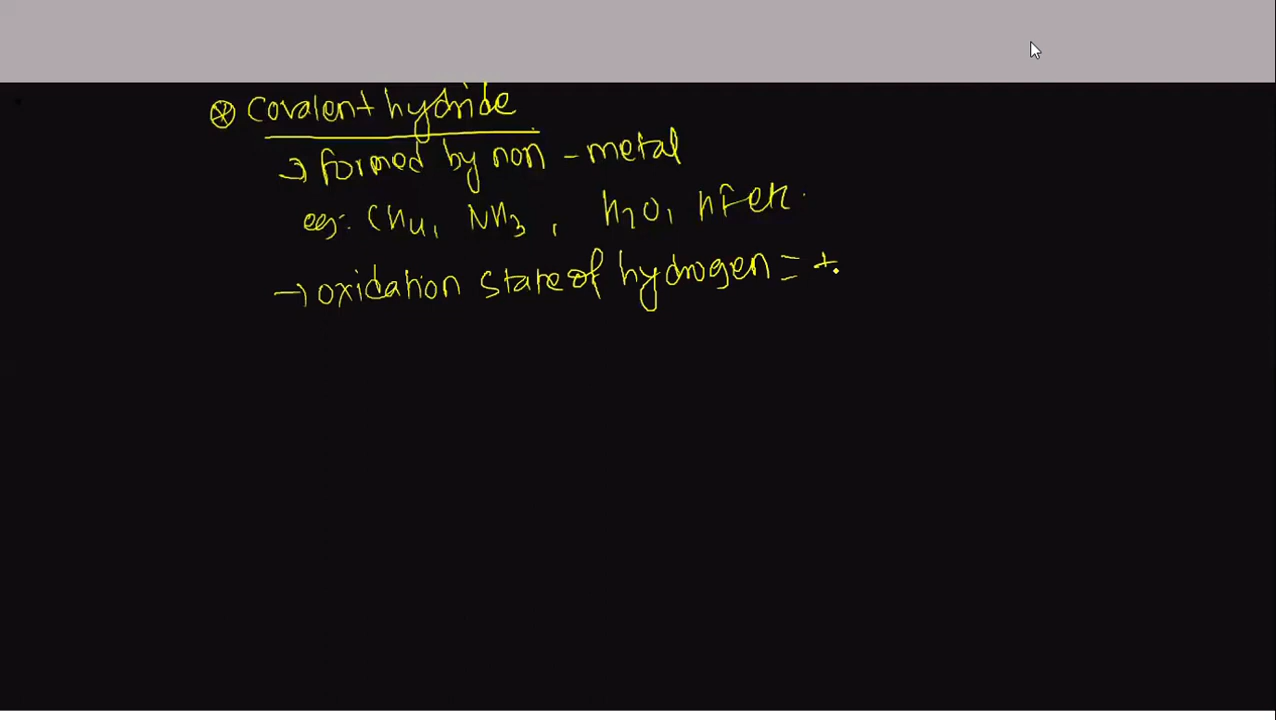 ⊛ Covalent hydride
→ formed by non-metal
eg:- CH4, NH3, H2O, HF etc.
→ oxidation state of hydrogen = +